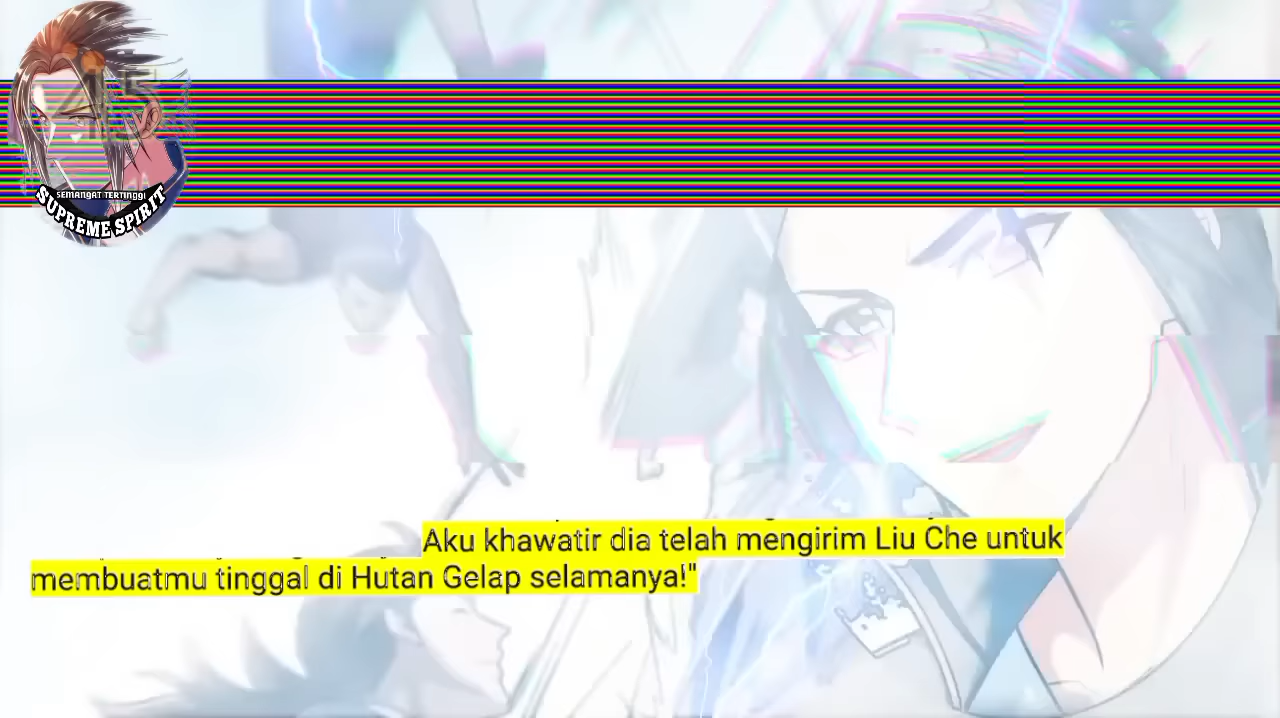 SEMANGAT TERTINGGI
SUPREME SPIRIT
Aku khawatir dia telah mengirim Liu Che untuk
membuatmu tinggal di Hutan Gelap selamanya!"